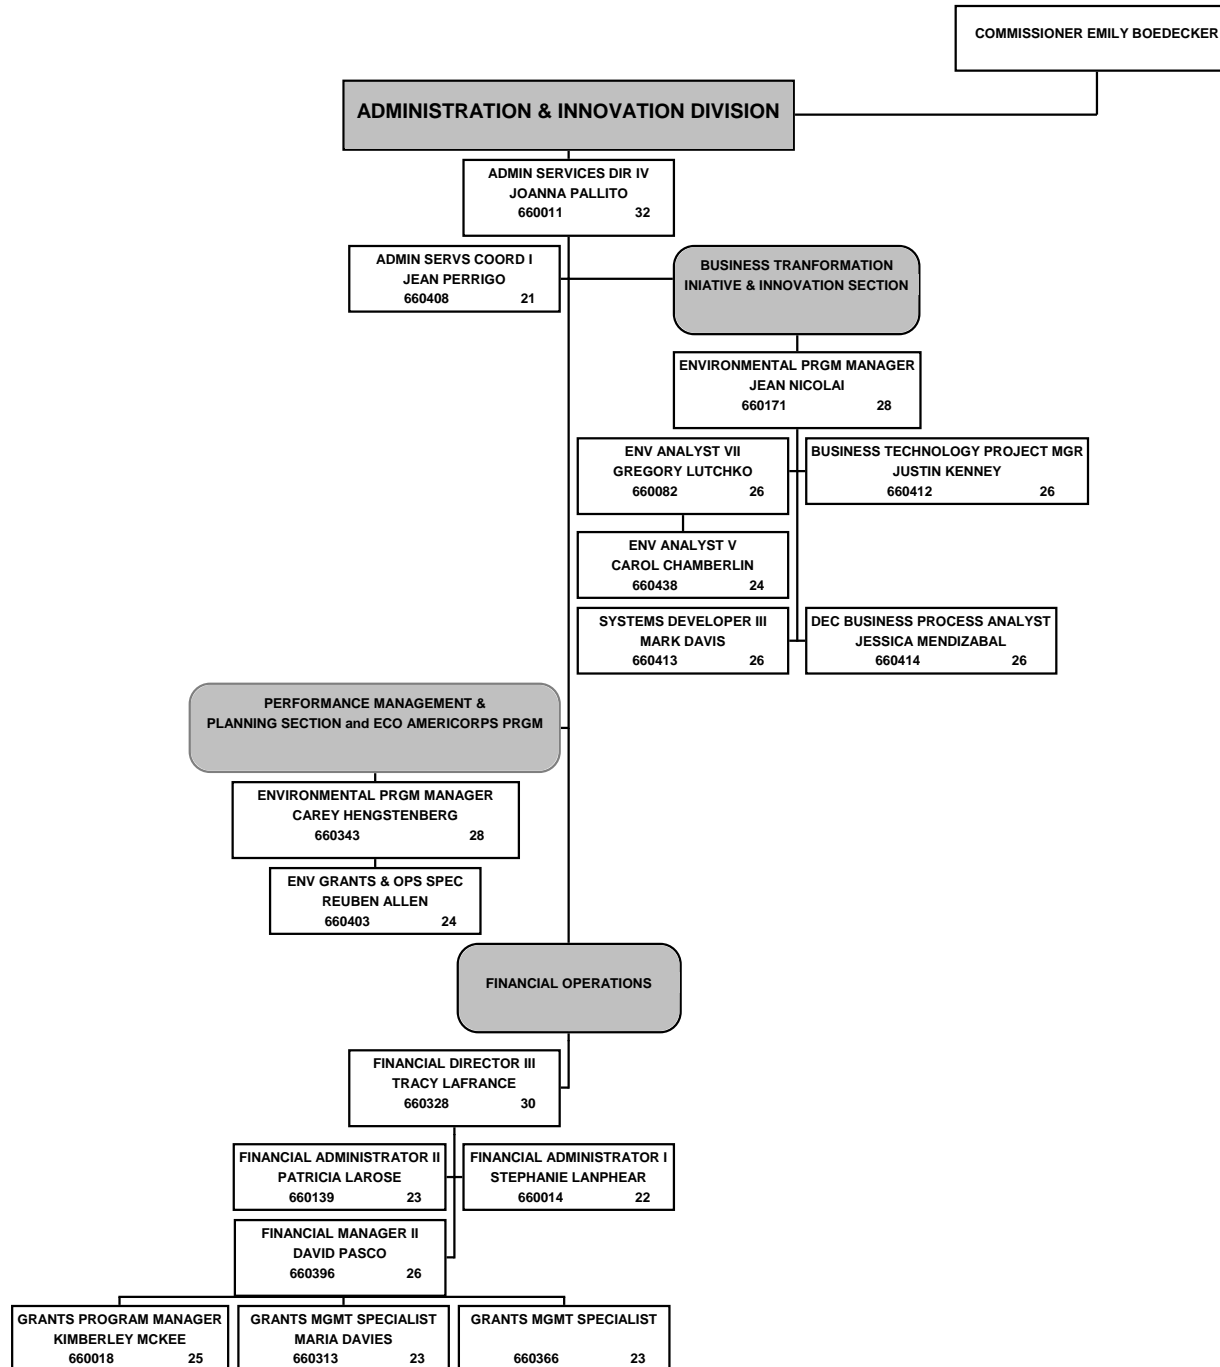 COMMISSIONER EMILY BOEDECKER
ADMINISTRATION & INNOVATION DIVISION
ADMIN SERVICES DIR IV
JOANNA PALLITO
660011 32
ADMIN SERVS COORD I
JEAN PERRIGO
660408 21
BUSINESS TRANFORMATION
INIATIVE & INNOVATION SECTION
ENVIRONMENTAL PRGM MANAGER
JEAN NICOLAI
660171 28
ENV ANALYST VII
GREGORY LUTCHKO
660082 26
BUSINESS TECHNOLOGY PROJECT MGR
JUSTIN KENNEY
660412 26
ENV ANALYST V
CAROL CHAMBERLIN
660438 24
SYSTEMS DEVELOPER III
MARK DAVIS
660413 26
DEC BUSINESS PROCESS ANALYST
JESSICA MENDIZABAL
660414 26
PERFORMANCE MANAGEMENT &
PLANNING SECTION and ECO AMERICORPS PRGM
ENVIRONMENTAL PRGM MANAGER
CAREY HENGSTENBERG
660343 28
ENV GRANTS & OPS SPEC
REUBEN ALLEN
660403 24
FINANCIAL OPERATIONS
FINANCIAL DIRECTOR III
TRACY LAFRANCE
660328 30
FINANCIAL ADMINISTRATOR II
PATRICIA LAROSE
660139 23
FINANCIAL ADMINISTRATOR I
STEPHANIE LANPHEAR
660014 22
FINANCIAL MANAGER II
DAVID PASCO
660396 26
GRANTS PROGRAM MANAGER
KIMBERLEY MCKEE
660018 25
GRANTS MGMT SPECIALIST
MARIA DAVIES
660313 23
GRANTS MGMT SPECIALIST
660366 23